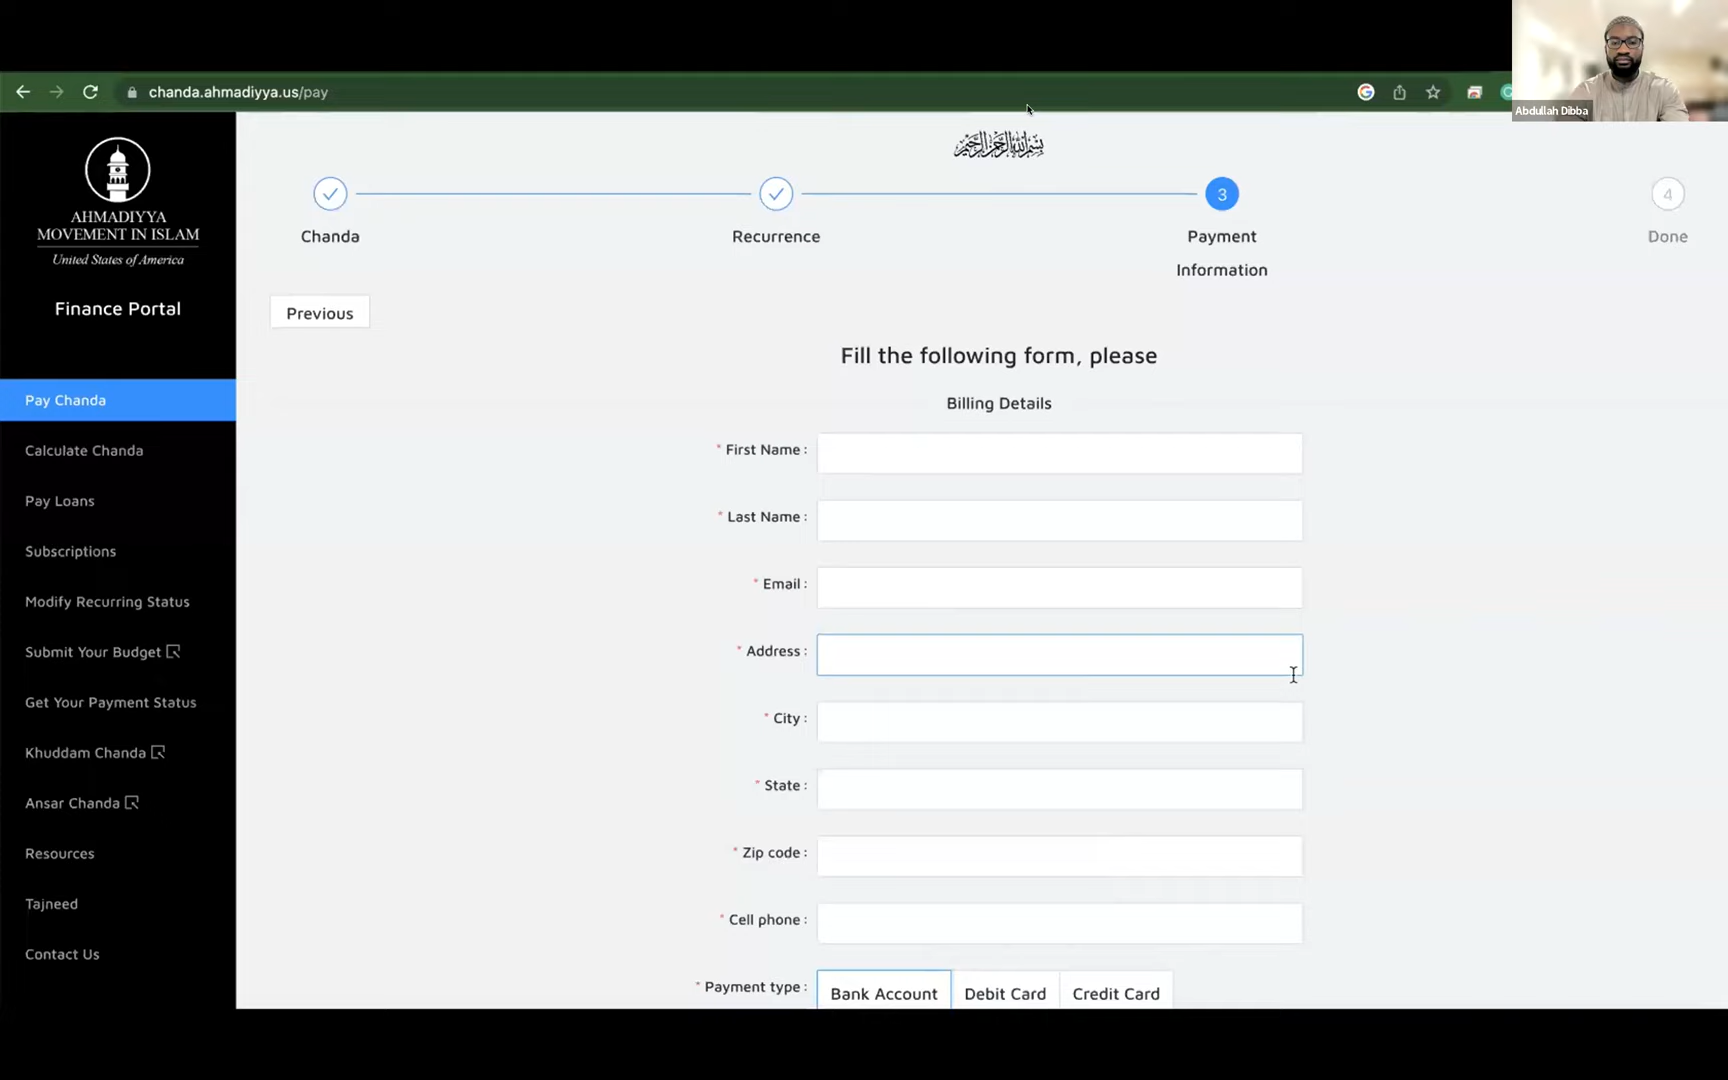 chanda.ahmadiyya.us/pay
Abdullah Dibba
بسم الله الرحمن الرحيم
AHMADIYYA
MOVEMENT IN ISLAM
United States of America
Finance Portal
Pay Chanda
Calculate Chanda
Pay Loans
Subscriptions
Modify Recurring Status
Submit Your Budget
Get Your Payment Status
Khuddam Chanda
Ansar Chanda
Resources
Tajneed
Contact Us
3
4
Chanda
Recurrence
Payment
Information
Done
Previous
Fill the following form, please
Billing Details
* First Name :
* Last Name :
* Email :
* Address :
* City :
* State :
* Zip code :
* Cell phone :
* Payment type : Bank Account Debit Card Credit Card